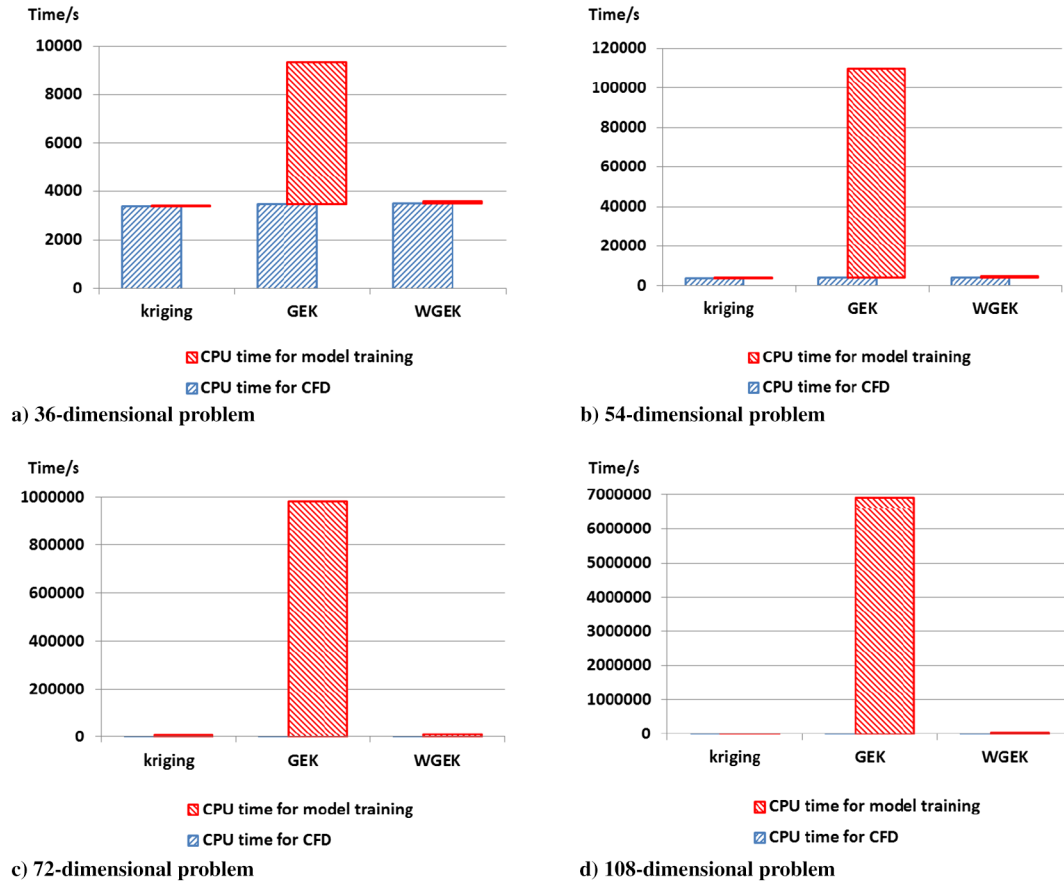 Time/s
10000
8000
6000
4000
2000
0
kriging GEK WGEK
CPU time for model training
CPU time for CFD
a) 36-dimensional problem
Time/s
120000
100000
80000
60000
40000
20000
0
kriging GEK WGEK
CPU time for model training
CPU time for CFD
b) 54-dimensional problem
Time/s
1000000
800000
600000
400000
200000
0
kriging GEK WGEK
CPU time for model training
CPU time for CFD
c) 72-dimensional problem
Time/s
7000000
6000000
5000000
4000000
3000000
2000000
1000000
0
kriging GEK WGEK
CPU time for model training
CPU time for CFD
d) 108-dimensional problem